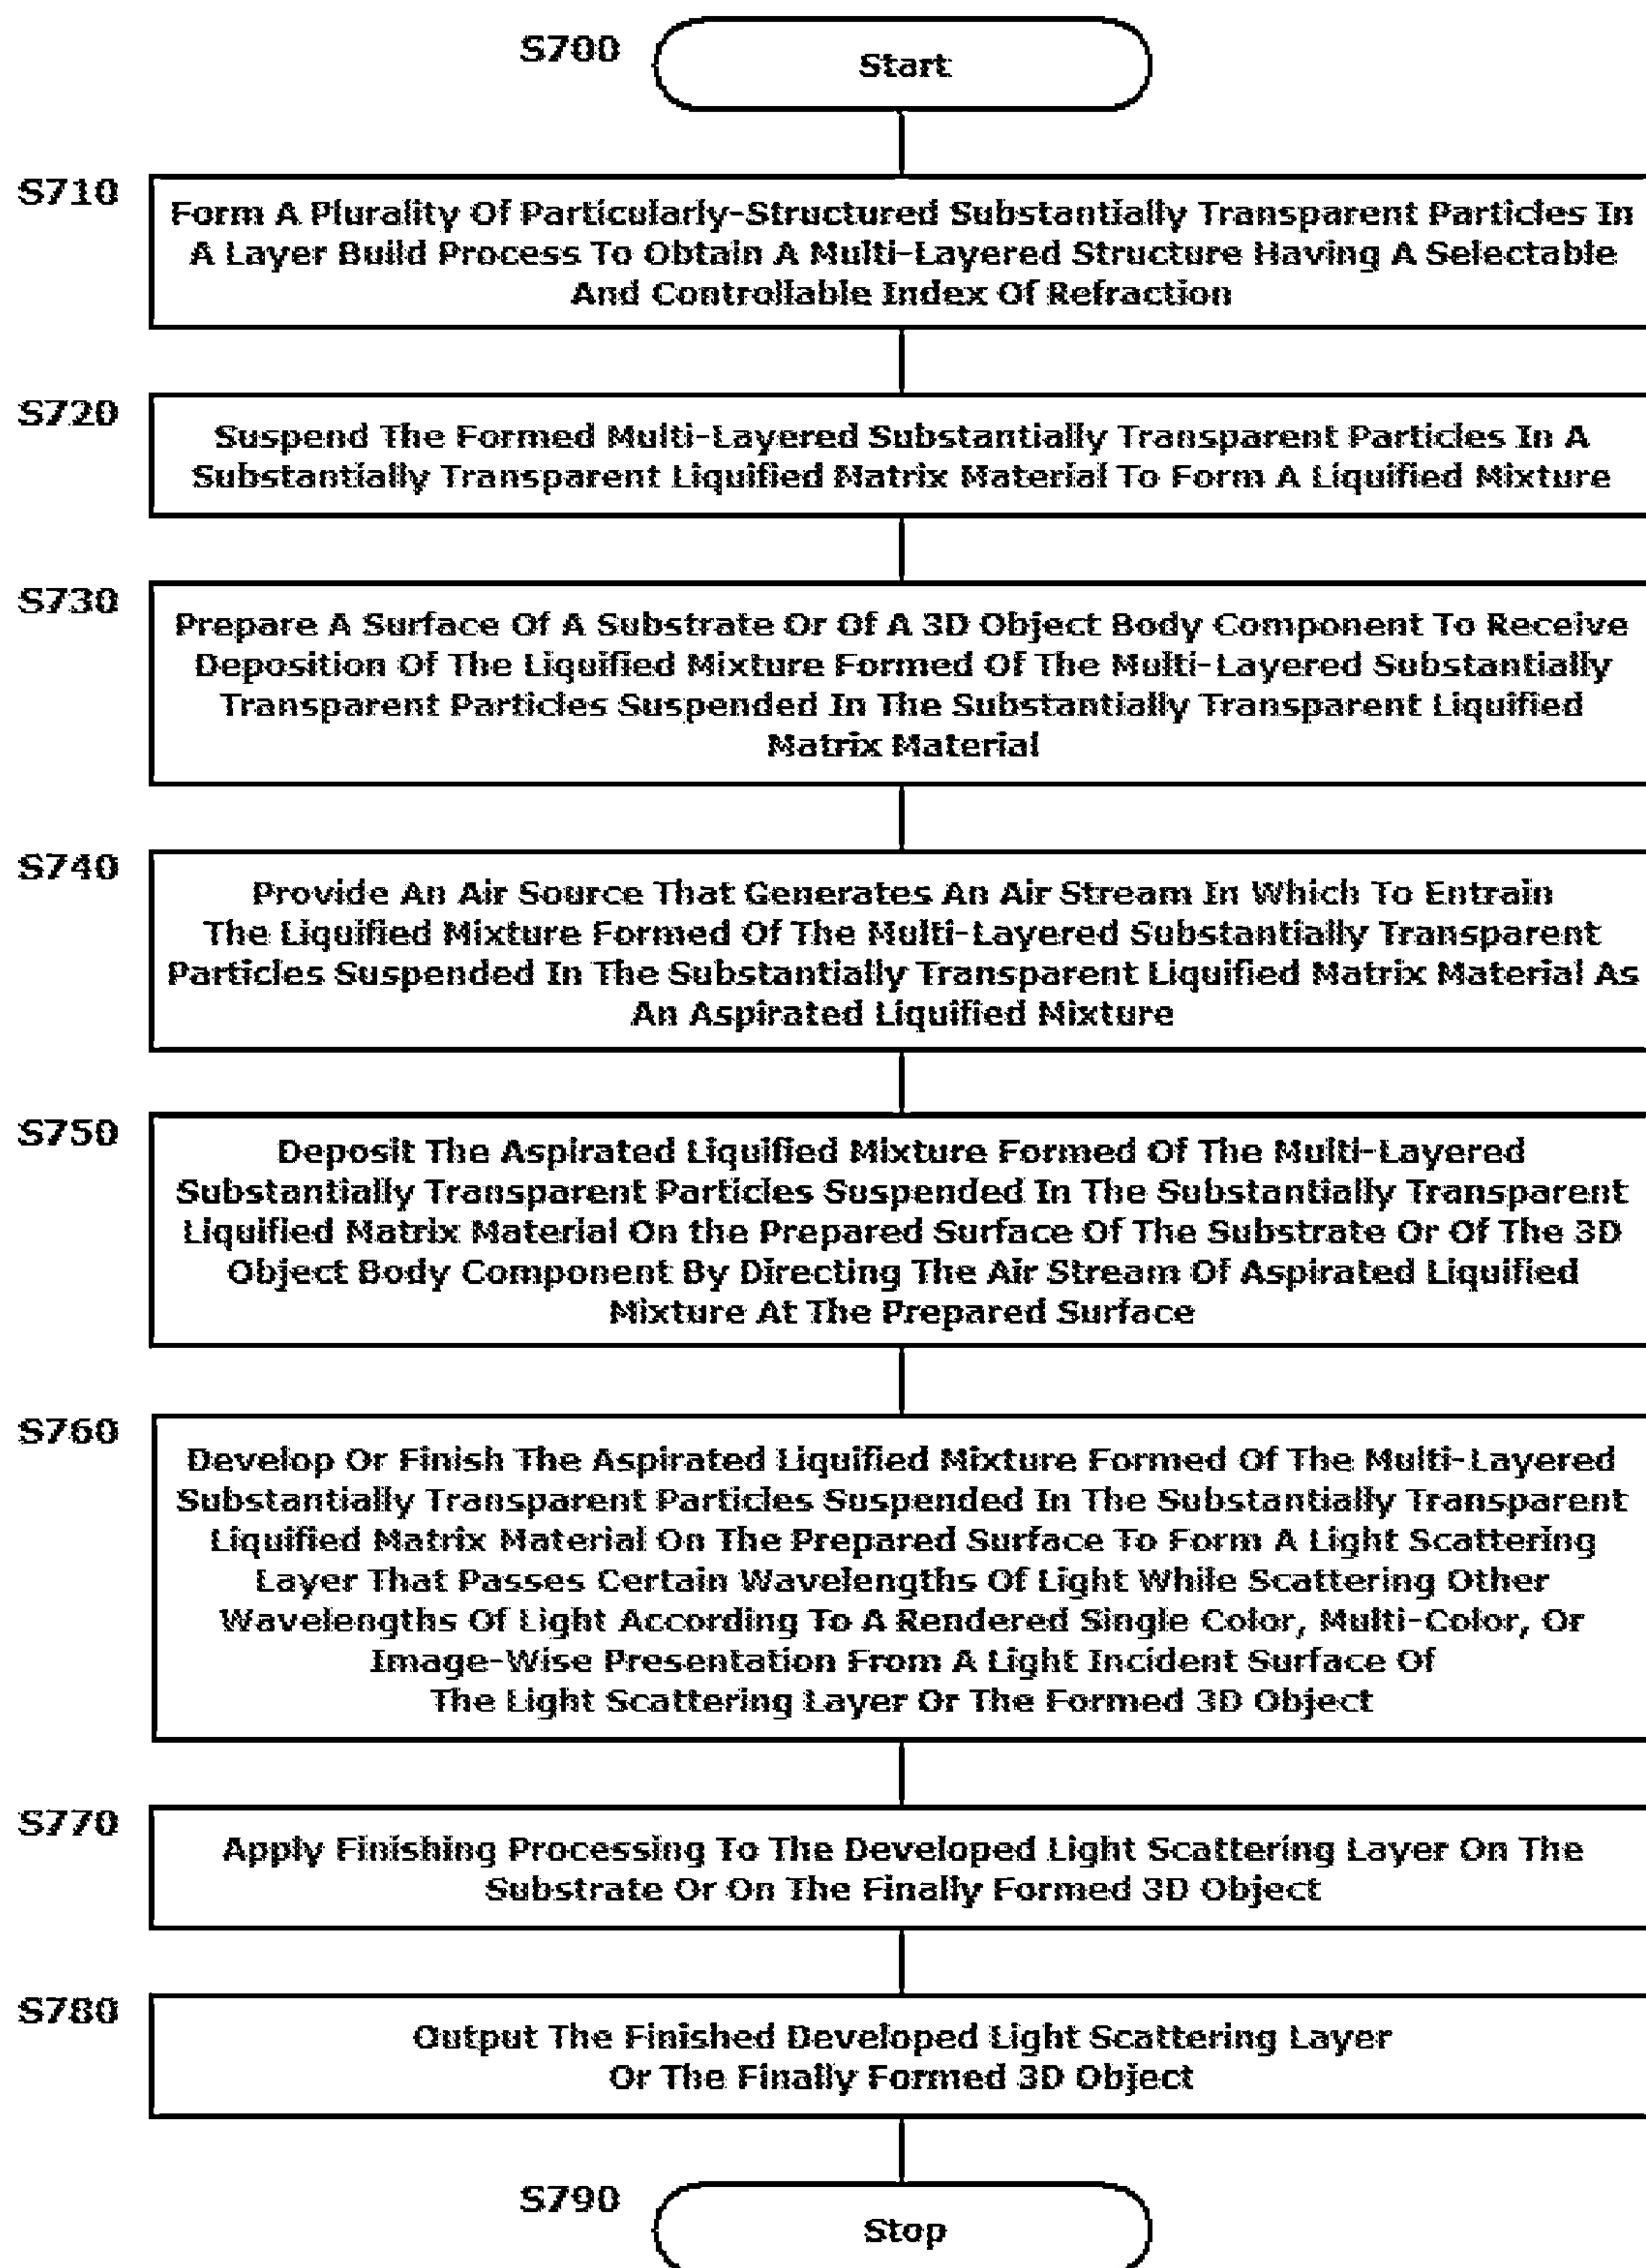 S700
Start
S710
Form A Plurality Of Particularly-Structured Substantially Transparent Particles In
A Layer Build Process To Obtain A Multi-Layered Structure Having A Selectable
And Controllable Index Of Refraction
S720
Suspend The Formed Multi-Layered Substantially Transparent Particles In A
Substantially Transparent Liquified Matrix Material To Form A Liquified Mixture
S730
Prepare A Surface Of A Substrate Or Of A 3D Object Body Component To Receive
Deposition Of The Liquified Mixture Formed Of The Multi-Layered Substantially
Transparent Particles Suspended In The Substantially Transparent Liquified
Matrix Material
S740
Provide An Air Source That Generates An Air Stream In Which To Entrain
The Liquified Mixture Formed Of The Multi-Layered Substantially Transparent
Particles Suspended In The Substantially Transparent Liquified Matrix Material As
An Aspirated Liquified Mixture
S750
Deposit The Aspirated Liquified Mixture Formed Of The Multi-Layered
Substantially Transparent Particles Suspended In The Substantially Transparent
Liquified Matrix Material On the Prepared Surface Of The Substrate Or Of The 3D
Object Body Component By Directing The Air Stream Of Aspirated Liquified
Mixture At The Prepared Surface
S760
Develop Or Finish The Aspirated Liquified Mixture Formed Of The Multi-Layered
Substantially Transparent Particles Suspended In The Substantially Transparent
Liquified Matrix Material On The Prepared Surface To Form A Light Scattering
Layer That Passes Certain Wavelengths Of Light While Scattering Other
Wavelengths Of Light According To A Rendered Single Color, Multi-Color, Or
Image-Wise Presentation From A Light Incident Surface Of
The Light Scattering Layer Or The Formed 3D Object
S770
Apply Finishing Processing To The Developed Light Scattering Layer On The
Substrate Or On The Finally Formed 3D Object
S780
Output The Finished Developed Light Scattering Layer
Or The Finally Formed 3D Object
S790
Stop